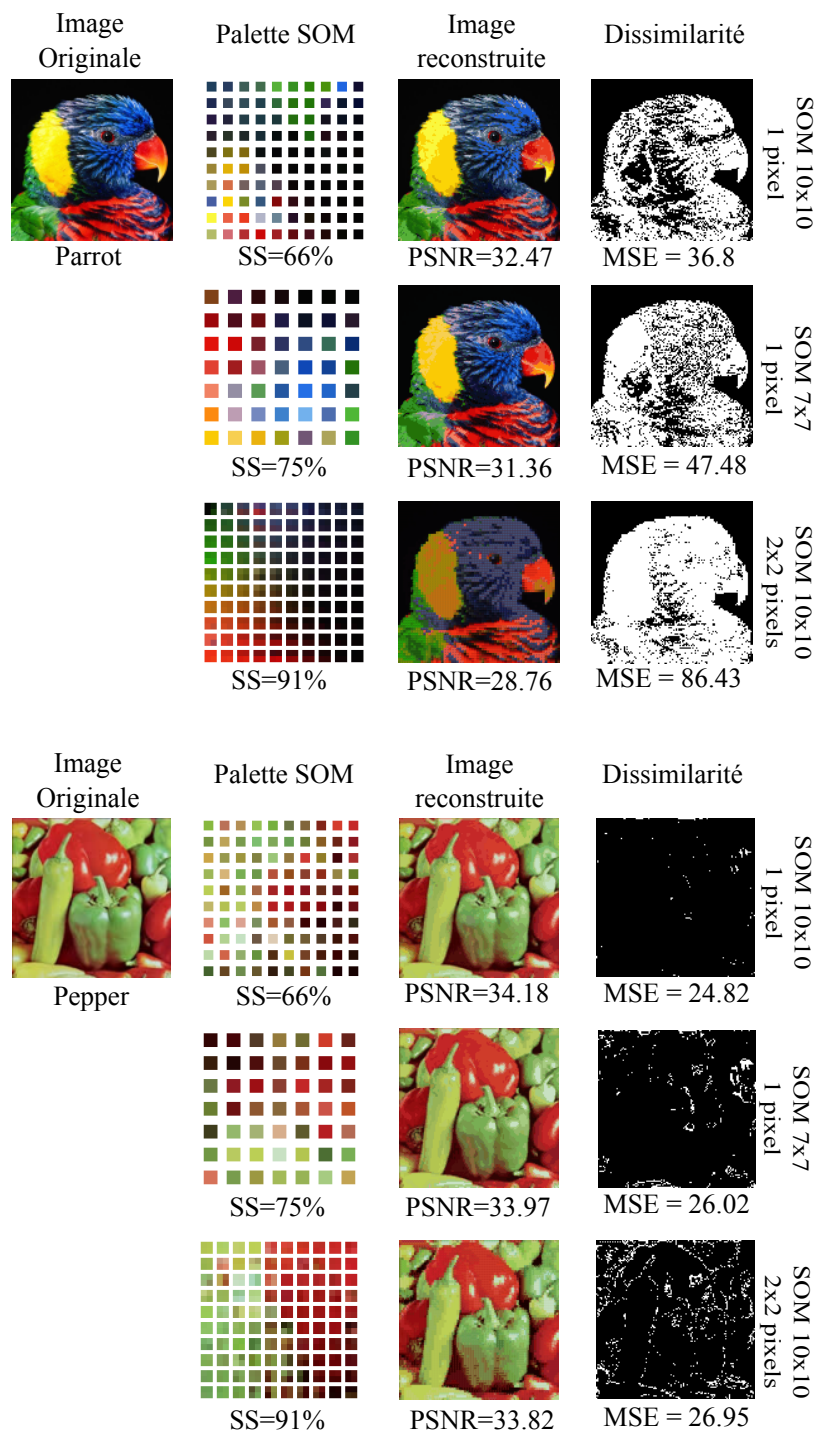 Image
Originale
Palette SOM
Image
reconstruite
Dissimilarité
Parrot
SS=66%
PSNR=32.47
MSE = 36.8
SOM 10x10
1 pixel
SS=75%
PSNR=31.36
MSE = 47.48
SOM 7x7
1 pixel
SS=91%
PSNR=28.76
MSE = 86.43
SOM 10x10
2x2 pixels
Image
Originale
Palette SOM
Image
reconstruite
Dissimilarité
Pepper
SS=66%
PSNR=34.18
MSE = 24.82
SOM 10x10
1 pixel
SS=75%
PSNR=33.97
MSE = 26.02
SOM 7x7
1 pixel
SS=91%
PSNR=33.82
MSE = 26.95
SOM 10x10
2x2 pixels